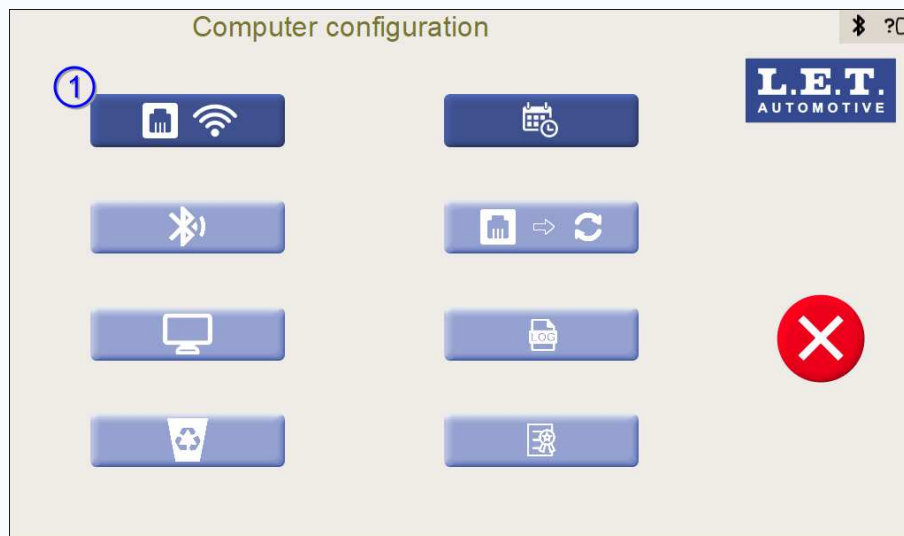 Computer configuration
?
1
L.E.T.
AUTOMOTIVE
LOG